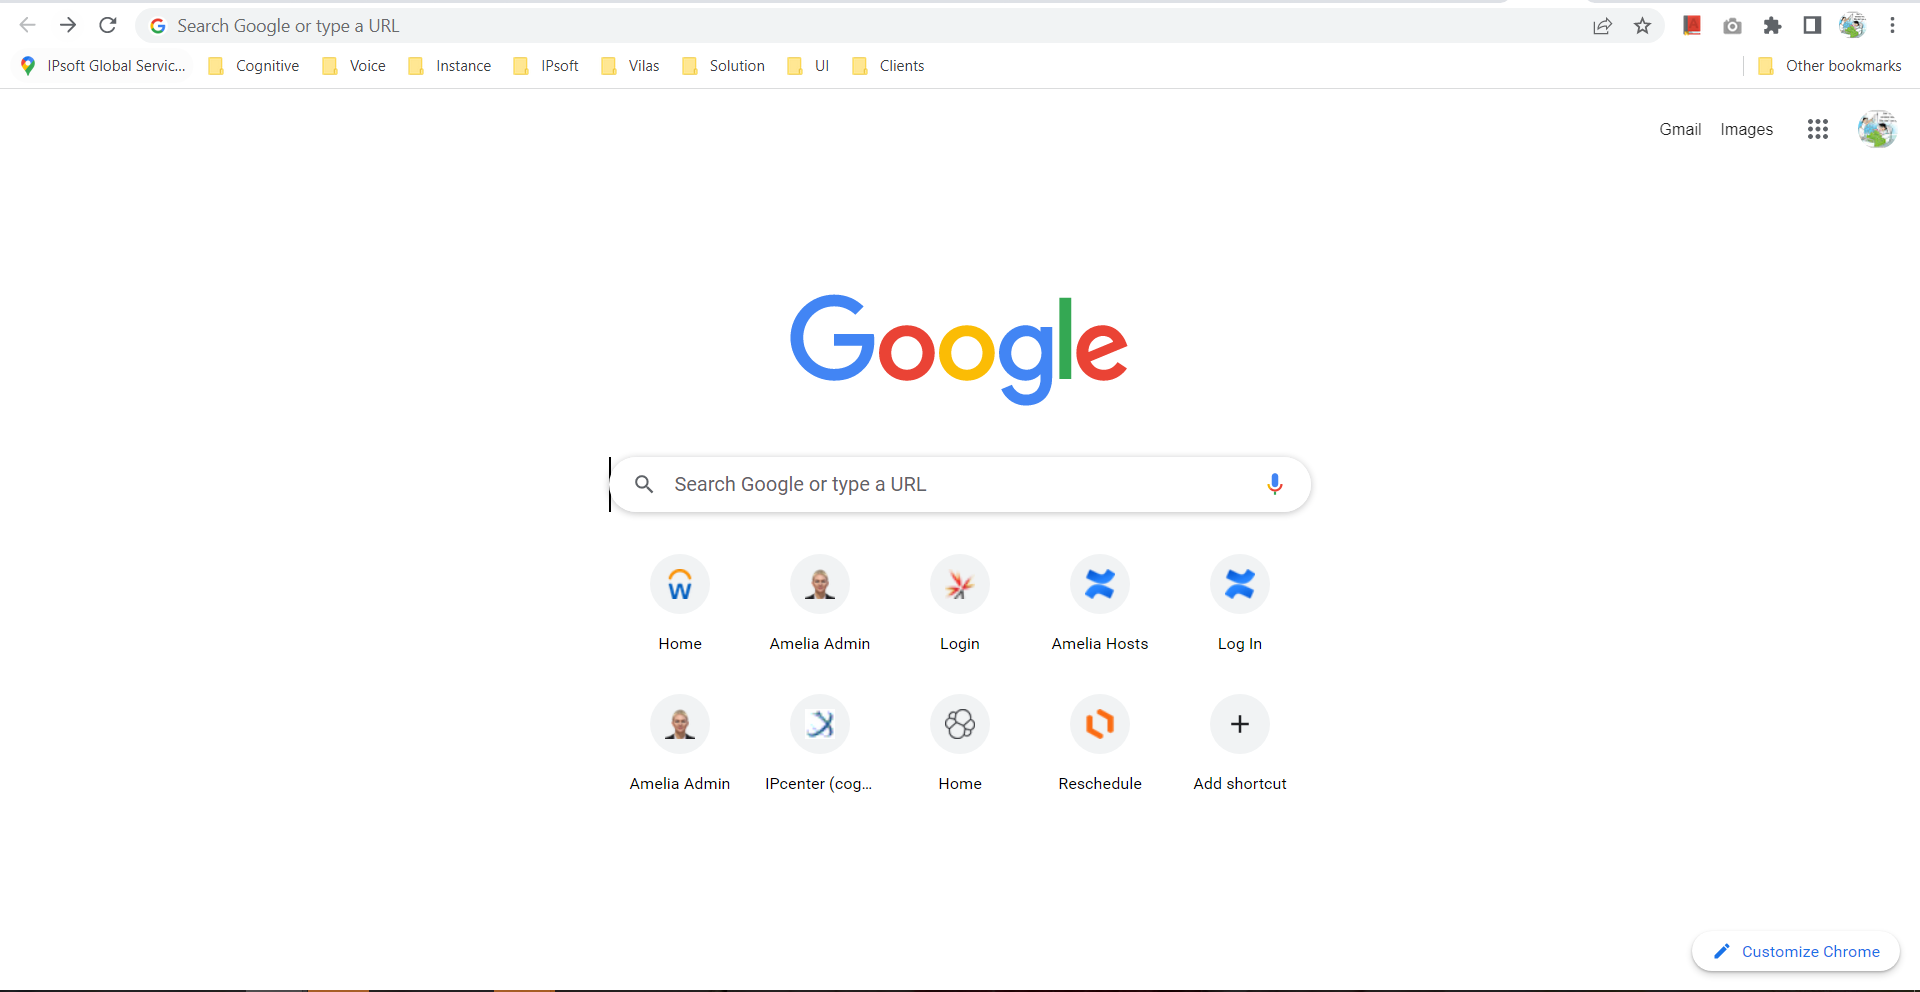 Search Google or type a URL
IPsoft Global Servic... Cognitive Voice Instance IPsoft Vilas Solution UI Clients Other bookmarks
Gmail Images
Google
Search Google or type a URL
Home Amelia Admin Login Amelia Hosts Log In
Amelia Admin IPcenter (cog... Home Reschedule Add shortcut
Customize Chrome